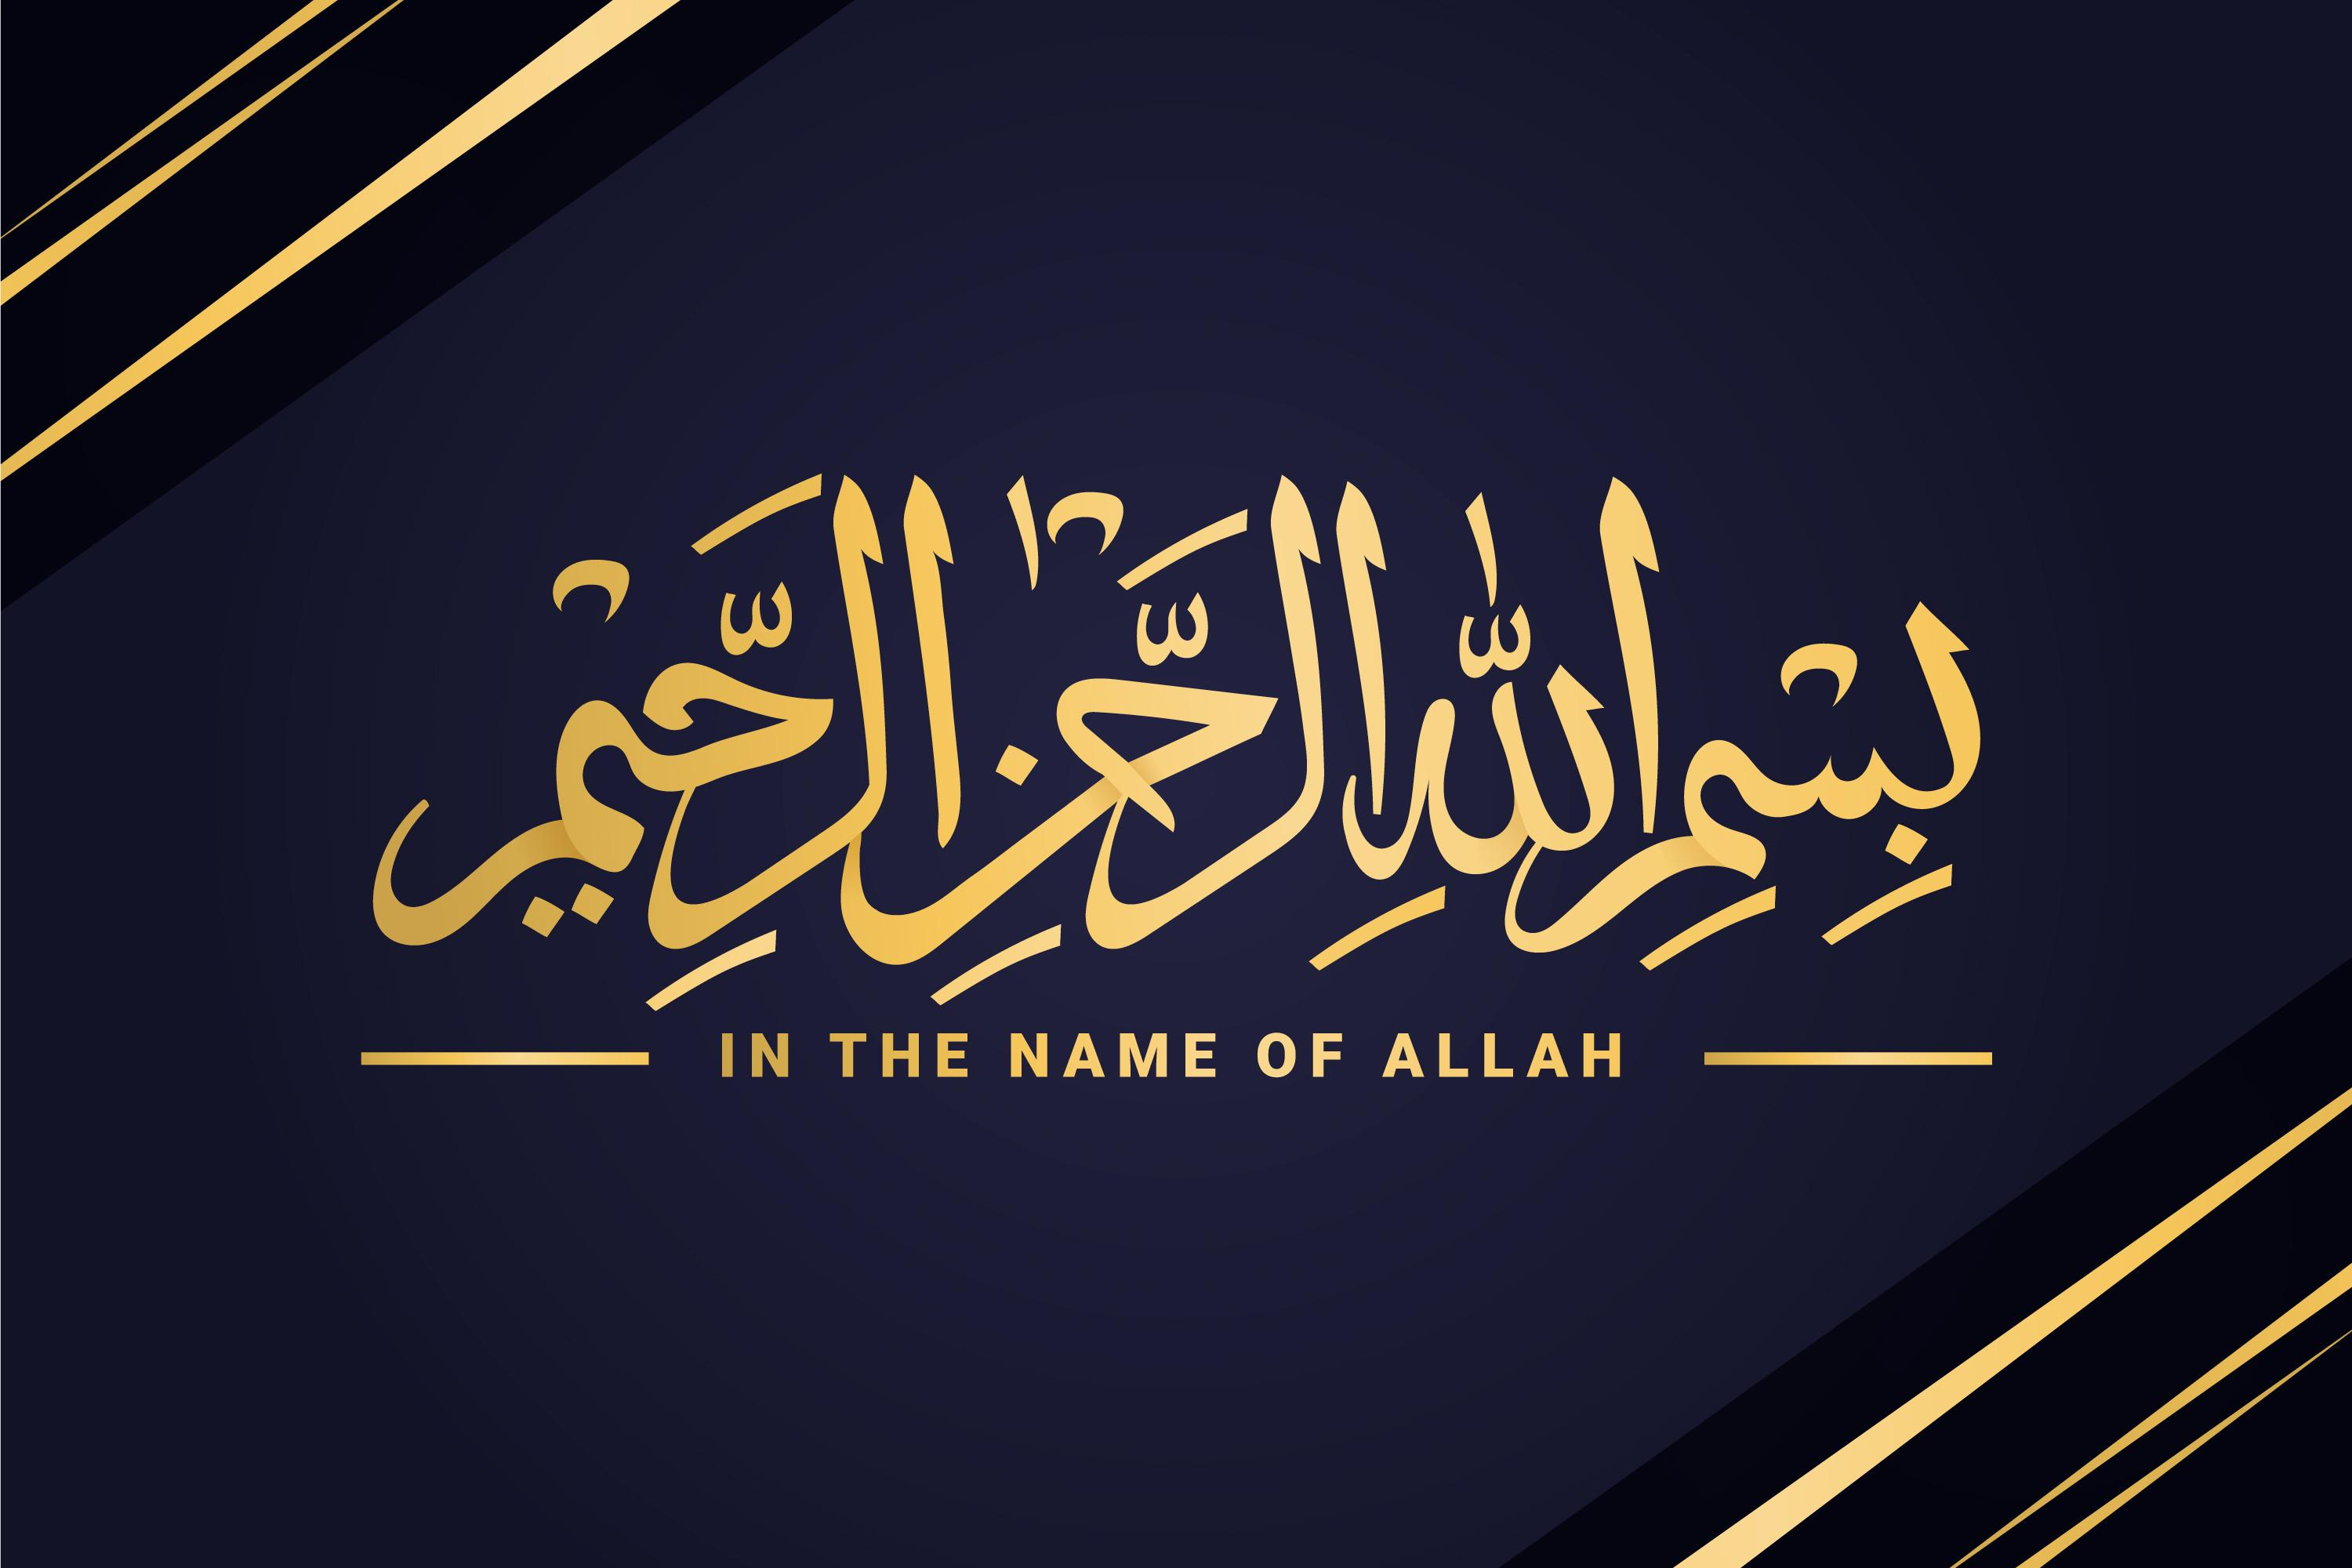 بِسْمِ اللّٰهِ الرَّحْمٰنِ الرَّحِيْمِ
IN THE NAME OF ALLAH